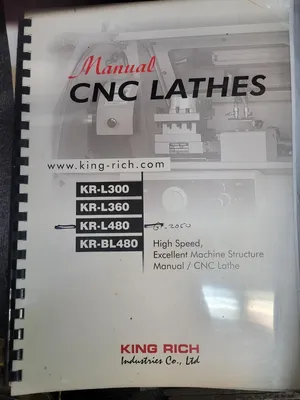 Manual
CNC LATHES
www.king-rich.com
KR-L300
KR-L360
KR-L480
KR-BL480
High Speed,
Excellent Machine Structure
Manual / CNC Lathe
KING RICH
Industries Co., Ltd